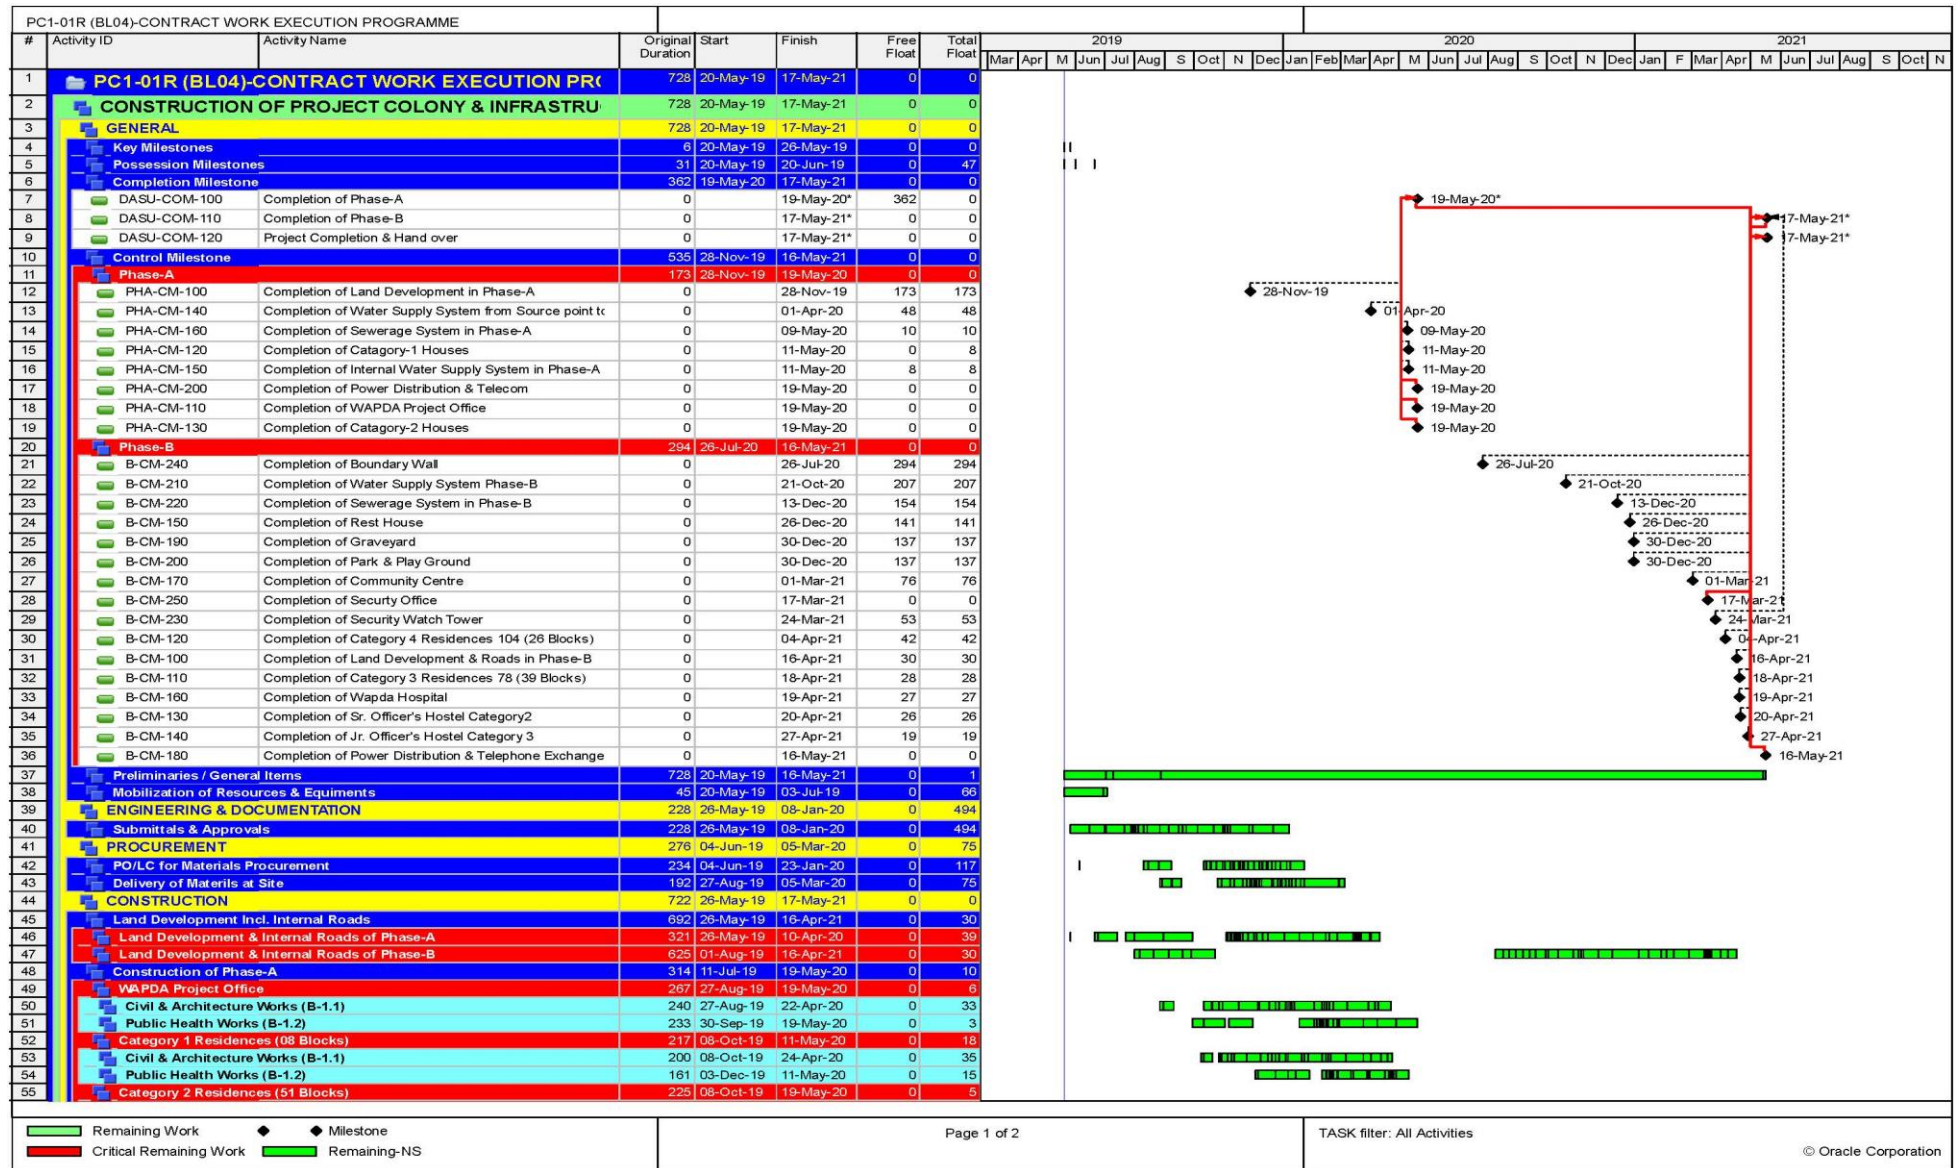 PC1-01R (BL04)-CONTRACT WORK EXECUTION PROGRAMME
# Activity ID Activity Name Original Duration Start Finish Free Float Total Float 2019 2020 2021
Mar Apr M Jun Jul Aug S Oct N Dec Jan Feb Mar Apr M Jun Jul Aug S Oct N Dec Jan F Mar Apr M Jun Jul Aug S Oct N
1 PC1-01R (BL04)-CONTRACT WORK EXECUTION PR 728 20-May-19 17-May-21 0 0
2 CONSTRUCTION OF PROJECT COLONY & INFRASTRU 728 20-May-19 17-May-21 0 0
3 GENERAL 728 20-May-19 17-May-21 0 0
4 Key Milestones 6 20-May-19 26-May-19 0 0
5 Possession Milestones 31 20-May-19 20-Jun-19 0 47
6 Completion Milestone 362 19-May-20 17-May-21 0 0
7 DASU-COM-100 Completion of Phase-A 0 19-May-20* 362 0 19-May-20*
8 DASU-COM-110 Completion of Phase-B 0 17-May-21* 0 0 17-May-21*
9 DASU-COM-120 Project Completion & Hand over 0 17-May-21* 0 0 17-May-21*
10 Control Milestone 535 28-Nov-19 16-May-21 0 0
11 Phase-A 173 28-Nov-19 19-May-20 0 0
12 PHA-CM-100 Completion of Land Development in Phase-A 0 28-Nov-19 173 173 28-Nov-19
13 PHA-CM-140 Completion of Water Supply System from Source point to 0 01-Apr-20 48 48 01-Apr-20
14 PHA-CM-160 Completion of Sewerage System in Phase-A 0 09-May-20 10 10 09-May-20
15 PHA-CM-120 Completion of Catagory-1 Houses 0 11-May-20 0 8 11-May-20
16 PHA-CM-150 Completion of Internal Water Supply System in Phase-A 0 11-May-20 8 8 11-May-20
17 PHA-CM-200 Completion of Power Distribution & Telecom 0 19-May-20 0 0 19-May-20
18 PHA-CM-110 Completion of WAPDA Project Office 0 19-May-20 0 0 19-May-20
19 PHA-CM-130 Completion of Catagory-2 Houses 0 19-May-20 0 0 19-May-20
20 Phase-B 294 26-Jul-20 16-May-21 0 0
21 B-CM-240 Completion of Boundary Wall 0 26-Jul-20 294 294 26-Jul-20
22 B-CM-210 Completion of Water Supply System Phase-B 0 21-Oct-20 207 207 21-Oct-20
23 B-CM-220 Completion of Sewerage System in Phase-B 0 13-Dec-20 154 154 13-Dec-20
24 B-CM-150 Completion of Rest House 0 26-Dec-20 141 141 26-Dec-20
25 B-CM-190 Completion of Graveyard 0 30-Dec-20 137 137 30-Dec-20
26 B-CM-200 Completion of Park & Play Ground 0 30-Dec-20 137 137 30-Dec-20
27 B-CM-170 Completion of Community Centre 0 01-Mar-21 76 76 01-Mar-21
28 B-CM-250 Completion of Securty Office 0 17-Mar-21 0 0 17-Mar-21
29 B-CM-230 Completion of Security Watch Tower 0 24-Mar-21 53 53 24-Mar-21
30 B-CM-120 Completion of Category 4 Residences 104 (26 Blocks) 0 04-Apr-21 42 42 04-Apr-21
31 B-CM-100 Completion of Land Development & Roads in Phase-B 0 16-Apr-21 30 30 16-Apr-21
32 B-CM-110 Completion of Category 3 Residences 78 (39 Blocks) 0 18-Apr-21 28 28 18-Apr-21
33 B-CM-160 Completion of Wapda Hospital 0 19-Apr-21 27 27 19-Apr-21
34 B-CM-130 Completion of Sr. Officer's Hostel Category2 0 20-Apr-21 26 26 20-Apr-21
35 B-CM-140 Completion of Jr. Officer's Hostel Category 3 0 27-Apr-21 19 19 27-Apr-21
36 B-CM-180 Completion of Power Distribution & Telephone Exchange 0 16-May-21 0 0 16-May-21
37 Preliminaries / General Items 728 20-May-19 16-May-21 0 1
38 Mobilization of Resources & Equiments 45 20-May-19 03-Jul-19 0 66
39 ENGINEERING & DOCUMENTATION 228 26-May-19 08-Jan-20 0 494
40 Submittals & Approvals 228 26-May-19 08-Jan-20 0 494
41 PROCUREMENT 276 04-Jun-19 05-Mar-20 0 75
42 PO/LC for Materials Procurement 234 04-Jun-19 23-Jan-20 0 117
43 Delivery of Materils at Site 192 27-Aug-19 05-Mar-20 0 75
44 CONSTRUCTION 722 26-May-19 17-May-21 0 0
45 Land Development Incl. Internal Roads 692 26-May-19 16-Apr-21 0 30
46 Land Development & Internal Roads of Phase-A 321 26-May-19 10-Apr-20 0 39
47 Land Development & Internal Roads of Phase-B 625 01-Aug-19 16-Apr-21 0 30
48 Construction of Phase-A 314 11-Jul-19 19-May-20 0 10
49 WAPDA Project Office 267 27-Aug-19 19-May-20 0 6
50 Civil & Architecture Works (B-1.1) 240 27-Aug-19 22-Apr-20 0 33
51 Public Health Works (B-1.2) 233 30-Sep-19 19-May-20 0 3
52 Category 1 Residences (08 Blocks) 217 08-Oct-19 11-May-20 0 18
53 Civil & Architecture Works (B-1.1) 200 08-Oct-19 24-Apr-20 0 35
54 Public Health Works (B-1.2) 161 03-Dec-19 11-May-20 0 15
55 Category 2 Residences (51 Blocks) 225 08-Oct-19 19-May-20 0 5
Remaining Work Milestone Page 1 of 2 TASK filter: All Activities
Critical Remaining Work Remaining-NS © Oracle Corporation